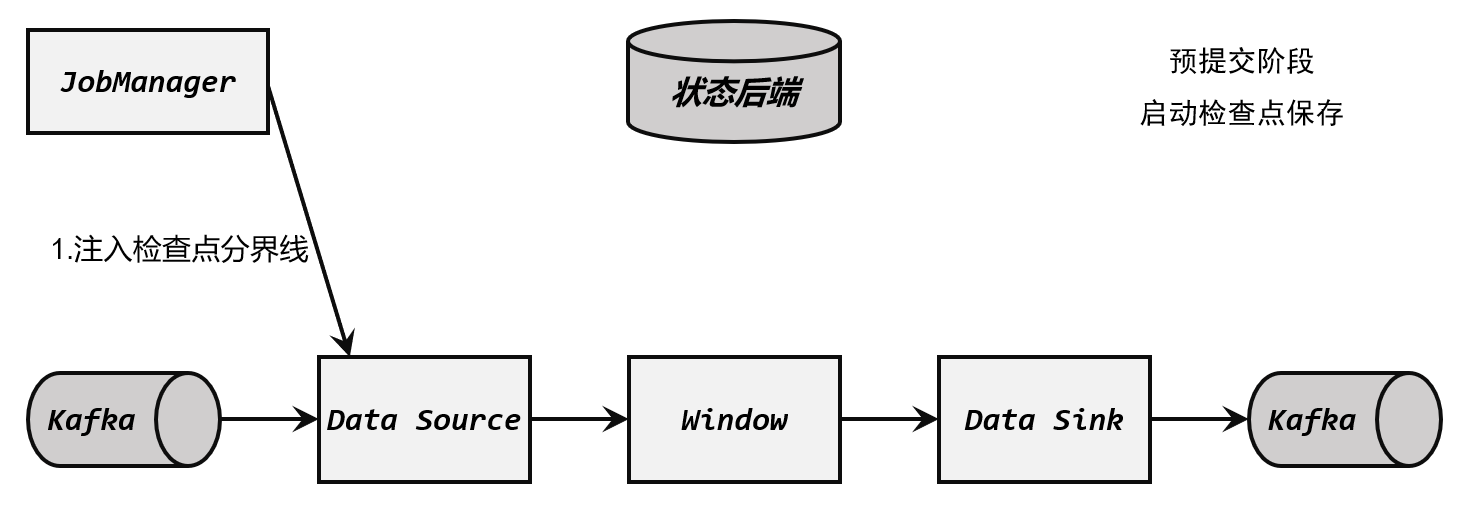 JobManager
状态后端
预提交阶段
启动检查点保存
1.注入检查点分界线
Kafka
Data Source
Window
Data Sink
Kafka